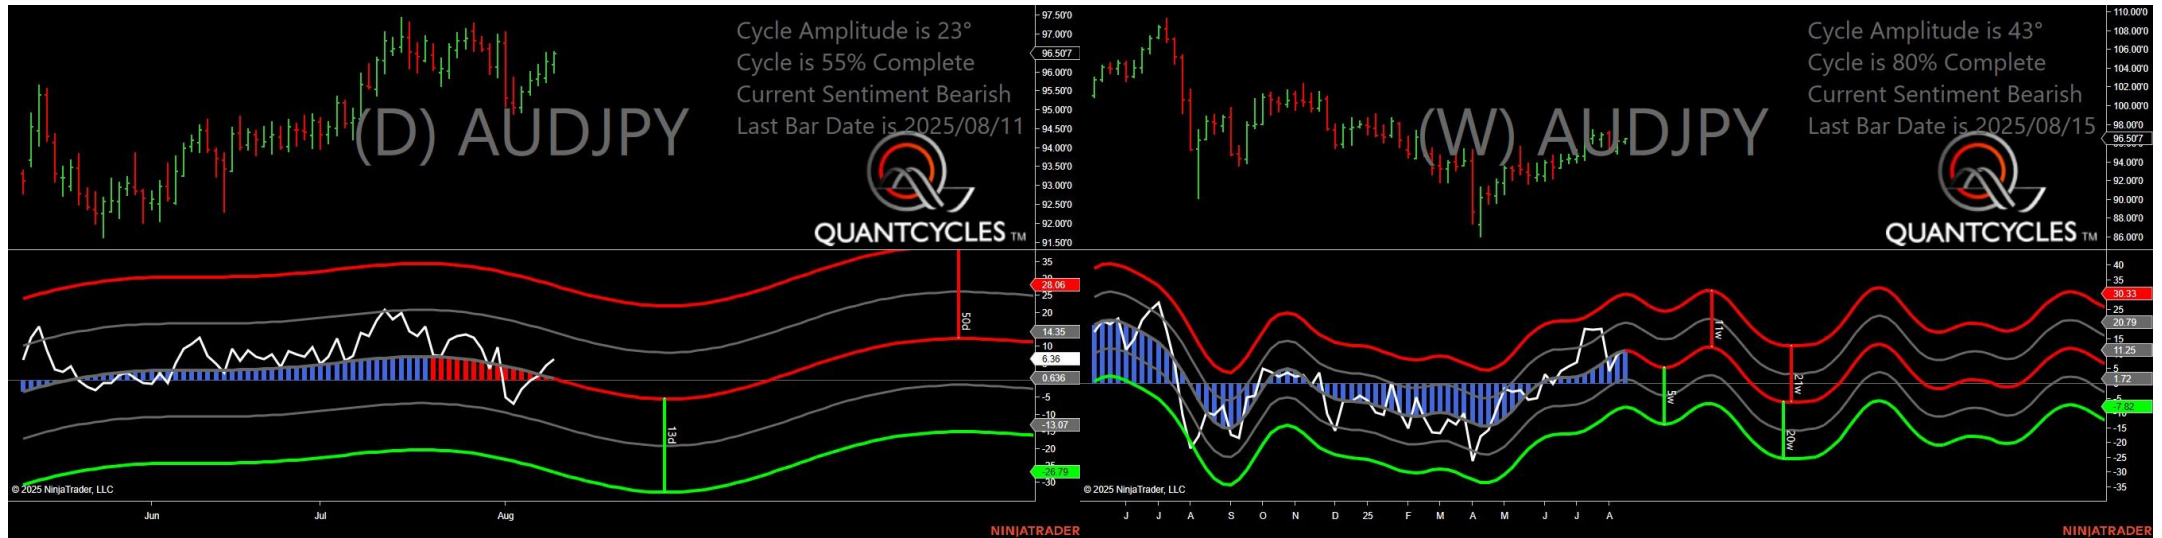 Cycle Amplitude is 23°
Cycle is 55% Complete
Current Sentiment Bearish
Last Bar Date is 2025/08/11
(D) AUDJPY
QUANTCYCLES TM
97.50'0
97.00'0
96.50'7
96.00'0
95.50'0
95.00'0
94.50'0
94.00'0
93.50'0
93.00'0
92.50'0
92.00'0
91.50'0
35
28.06
25
20
14.35
10
6.36
0.636
-5
-10
-13.07
-20
-26.79
-30
50d
13d
© 2025 NinjaTrader, LLC
Jun
Jul
Aug
NINJATRADER
Cycle Amplitude is 43°
Cycle is 80% Complete
Current Sentiment Bearish
Last Bar Date is 2025/08/15
(W) AUDJPY
QUANTCYCLES TM
110.00'0
108.00'0
106.00'0
104.00'0
102.00'0
100.00'0
98.00'0
96.50'7
94.00'0
92.00'0
90.00'0
88.00'0
86.00'0
40
35
30.33
25
20.79
15
11.25
5
1.72
-7.82
-15
-20
-25
-30
-35
11w
5w
21w
20w
© 2025 NinjaTrader, LLC
J
J
A
S
O
N
D
25
F
M
A
M
J
J
A
NINJATRADER